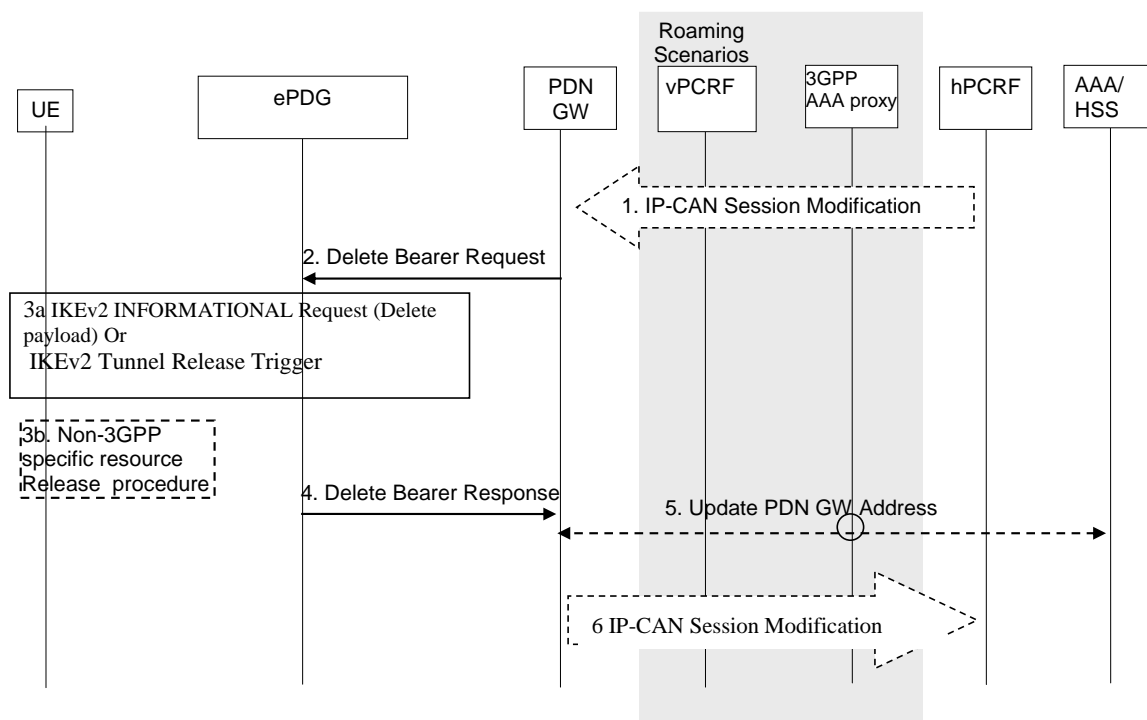 Roaming
Scenarios
UE
ePDG
PDN
GW
vPCRF
3GPP
AAA proxy
hPCRF
AAA/
HSS
1. IP-CAN Session Modification
2. Delete Bearer Request
3a IKEv2 INFORMATIONAL Request (Delete
payload) Or
IKEv2 Tunnel Release Trigger
3b. Non-3GPP
specific resource
Release procedure
4. Delete Bearer Response
5. Update PDN GW Address
6 IP-CAN Session Modification